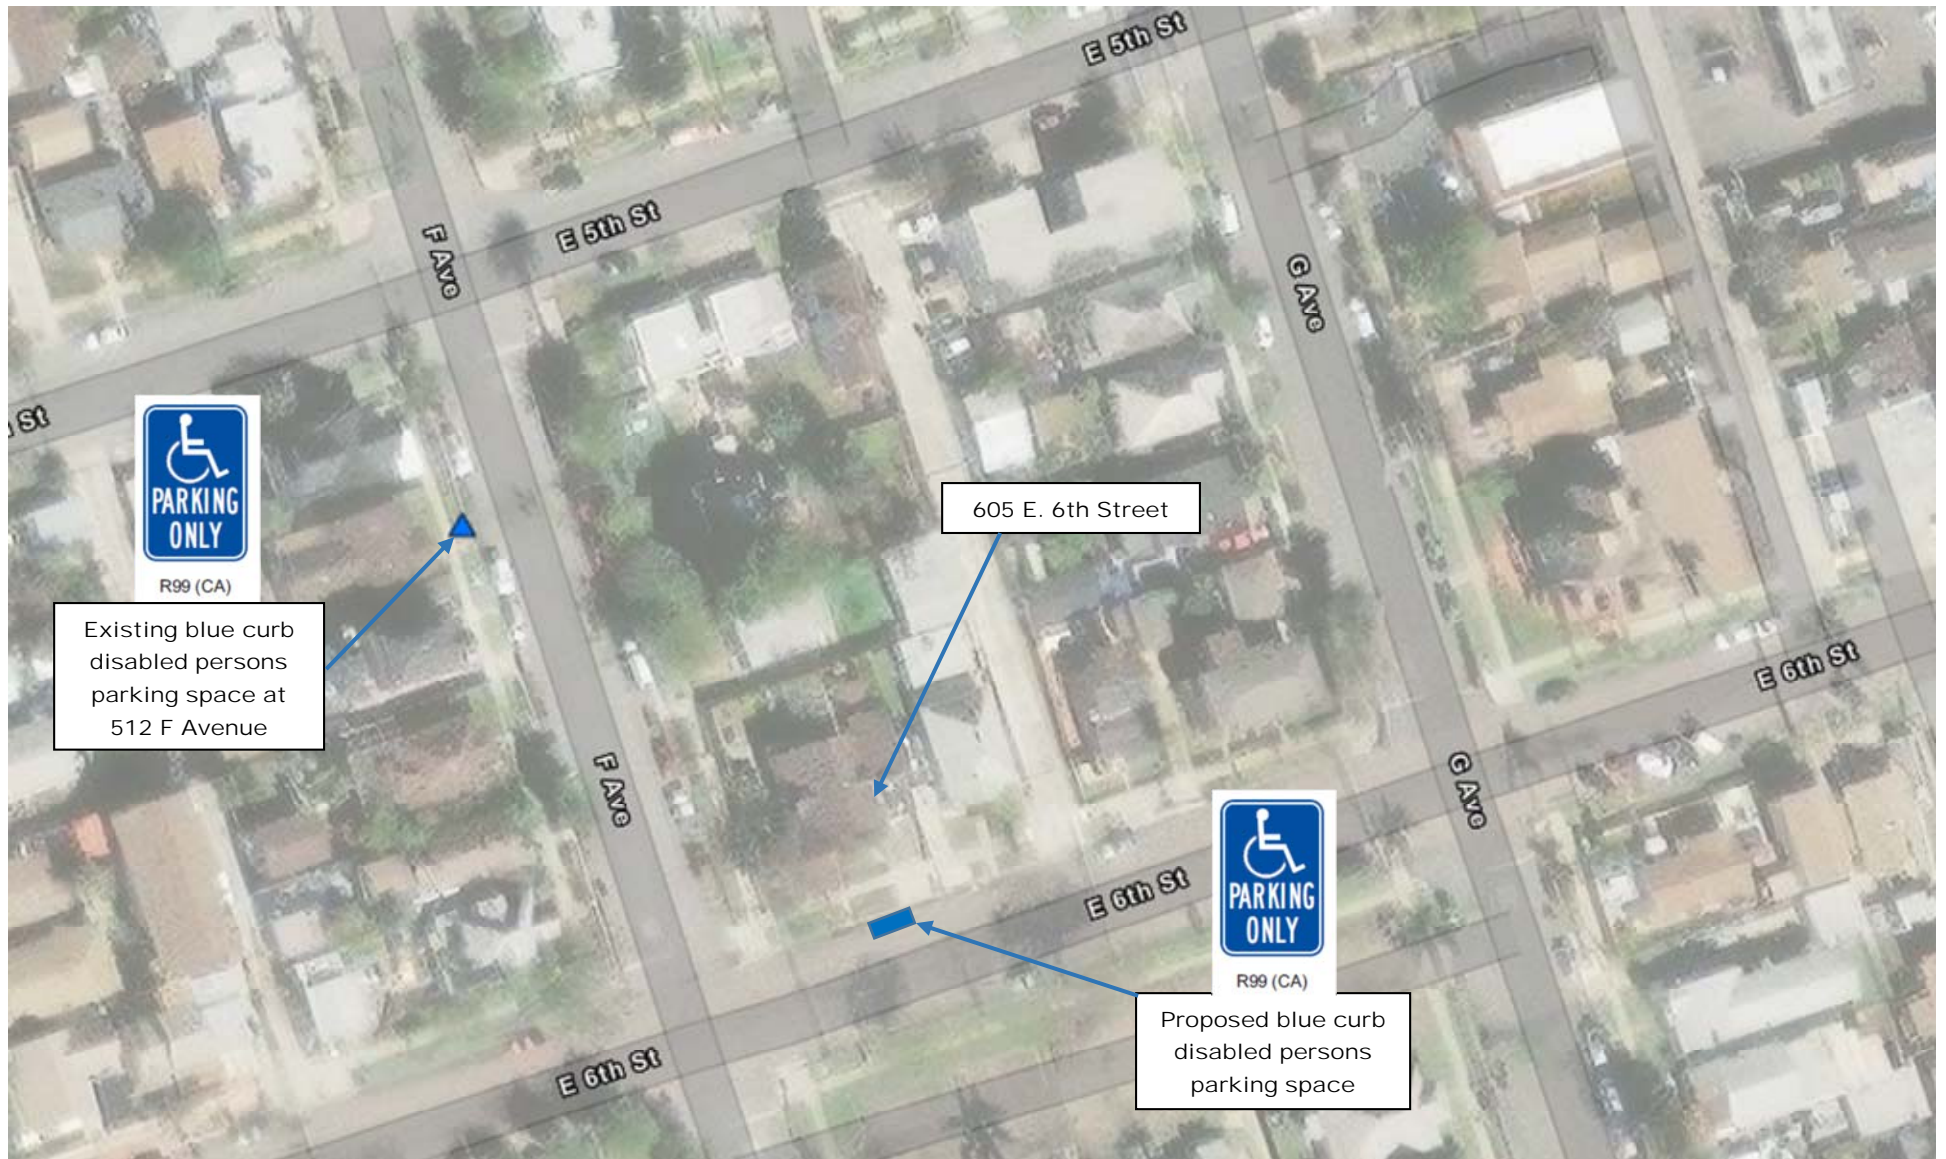 E 5th St
E 5th St
F Ave
G Ave
St
PARKING
ONLY
R99 (CA)
Existing blue curb
disabled persons
parking space at
512 F Avenue
605 E. 6th Street
E 6th St
F Ave
G Ave
E 6th St
PARKING
ONLY
R99 (CA)
Proposed blue curb
disabled persons
parking space
E 6th St